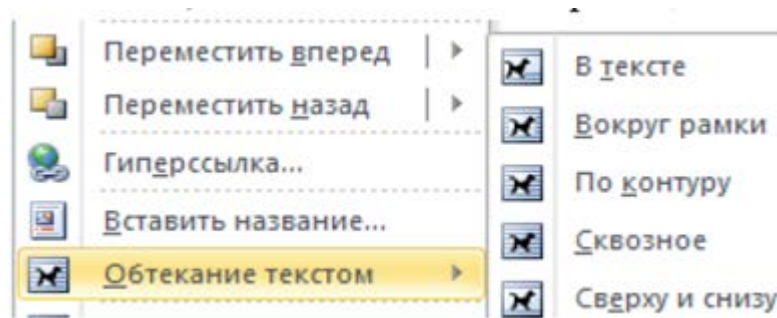 Переместить вперед
Переместить назад
Гиперссылка...
Вставить название...
Обтекание текстом
В тексте
Вокруг рамки
По контуру
Сквозное
Сверху и снизу